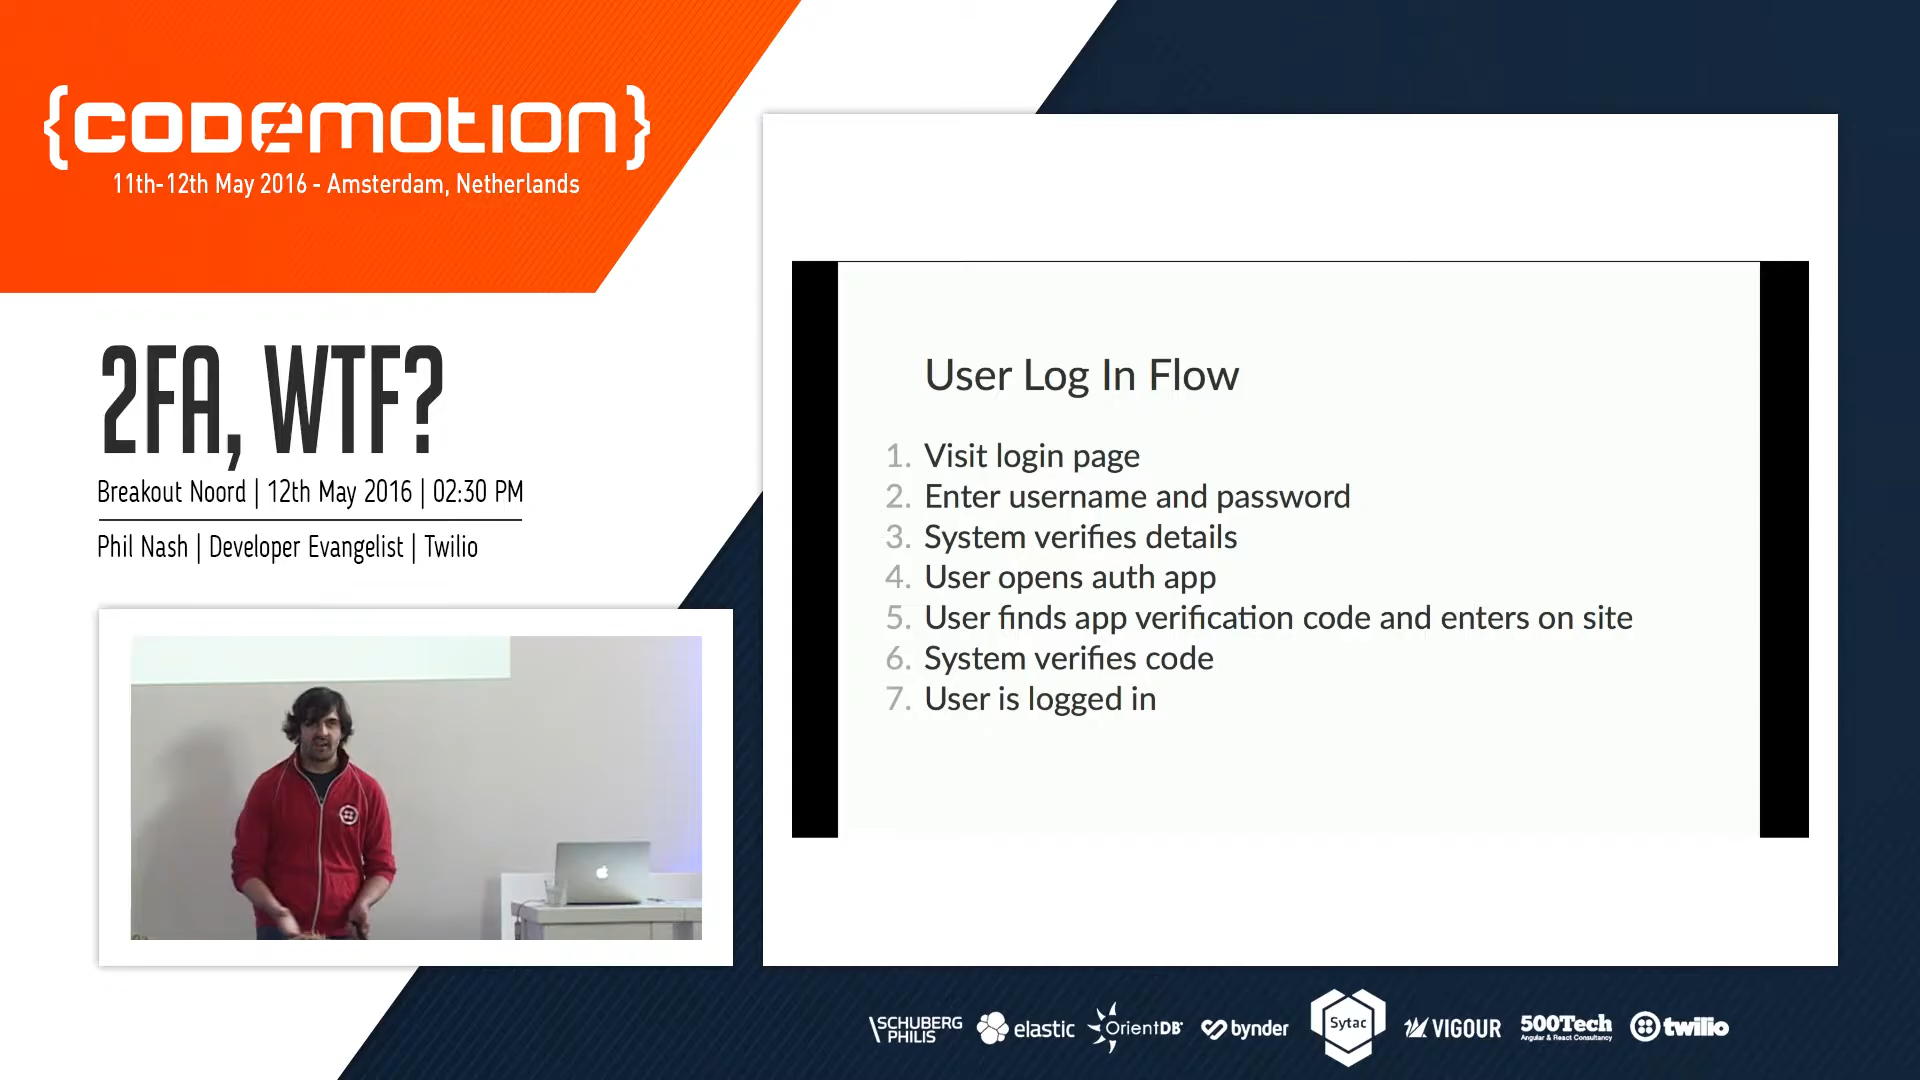 {codemotion}
11th-12th May 2016 - Amsterdam, Netherlands
2FA, WTF?
Breakout Noord | 12th May 2016 | 02:30 PM
Phil Nash | Developer Evangelist | Twilio
User Log In Flow
1. Visit login page
2. Enter username and password
3. System verifies details
4. User opens auth app
5. User finds app verification code and enters on site
6. System verifies code
7. User is logged in
SCHUBERG
PHILIS
elastic
OrientDB
bynder
Sytac
VIGOUR
500Tech
Angular & React Consultancy
twilio